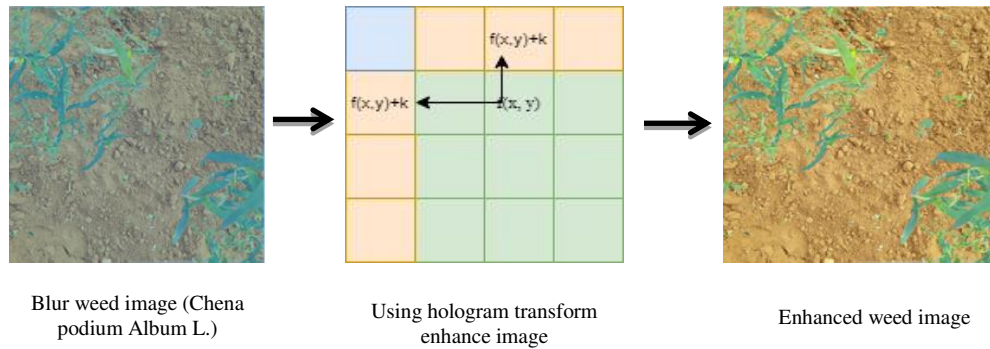 f(x,y)+k
f(x,y)+k
f(x, y)
Blur weed image (Chena
podium Album L.)
Using hologram transform
enhance image
Enhanced weed image